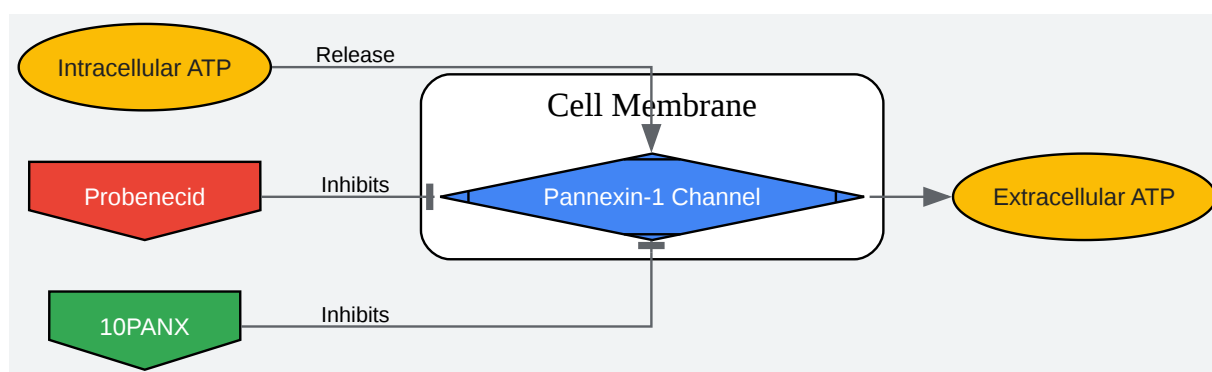 Intracellular ATP
Release
Cell Membrane
Probenecid
Inhibits
Pannexin-1 Channel
Extracellular ATP
10PANX
Inhibits